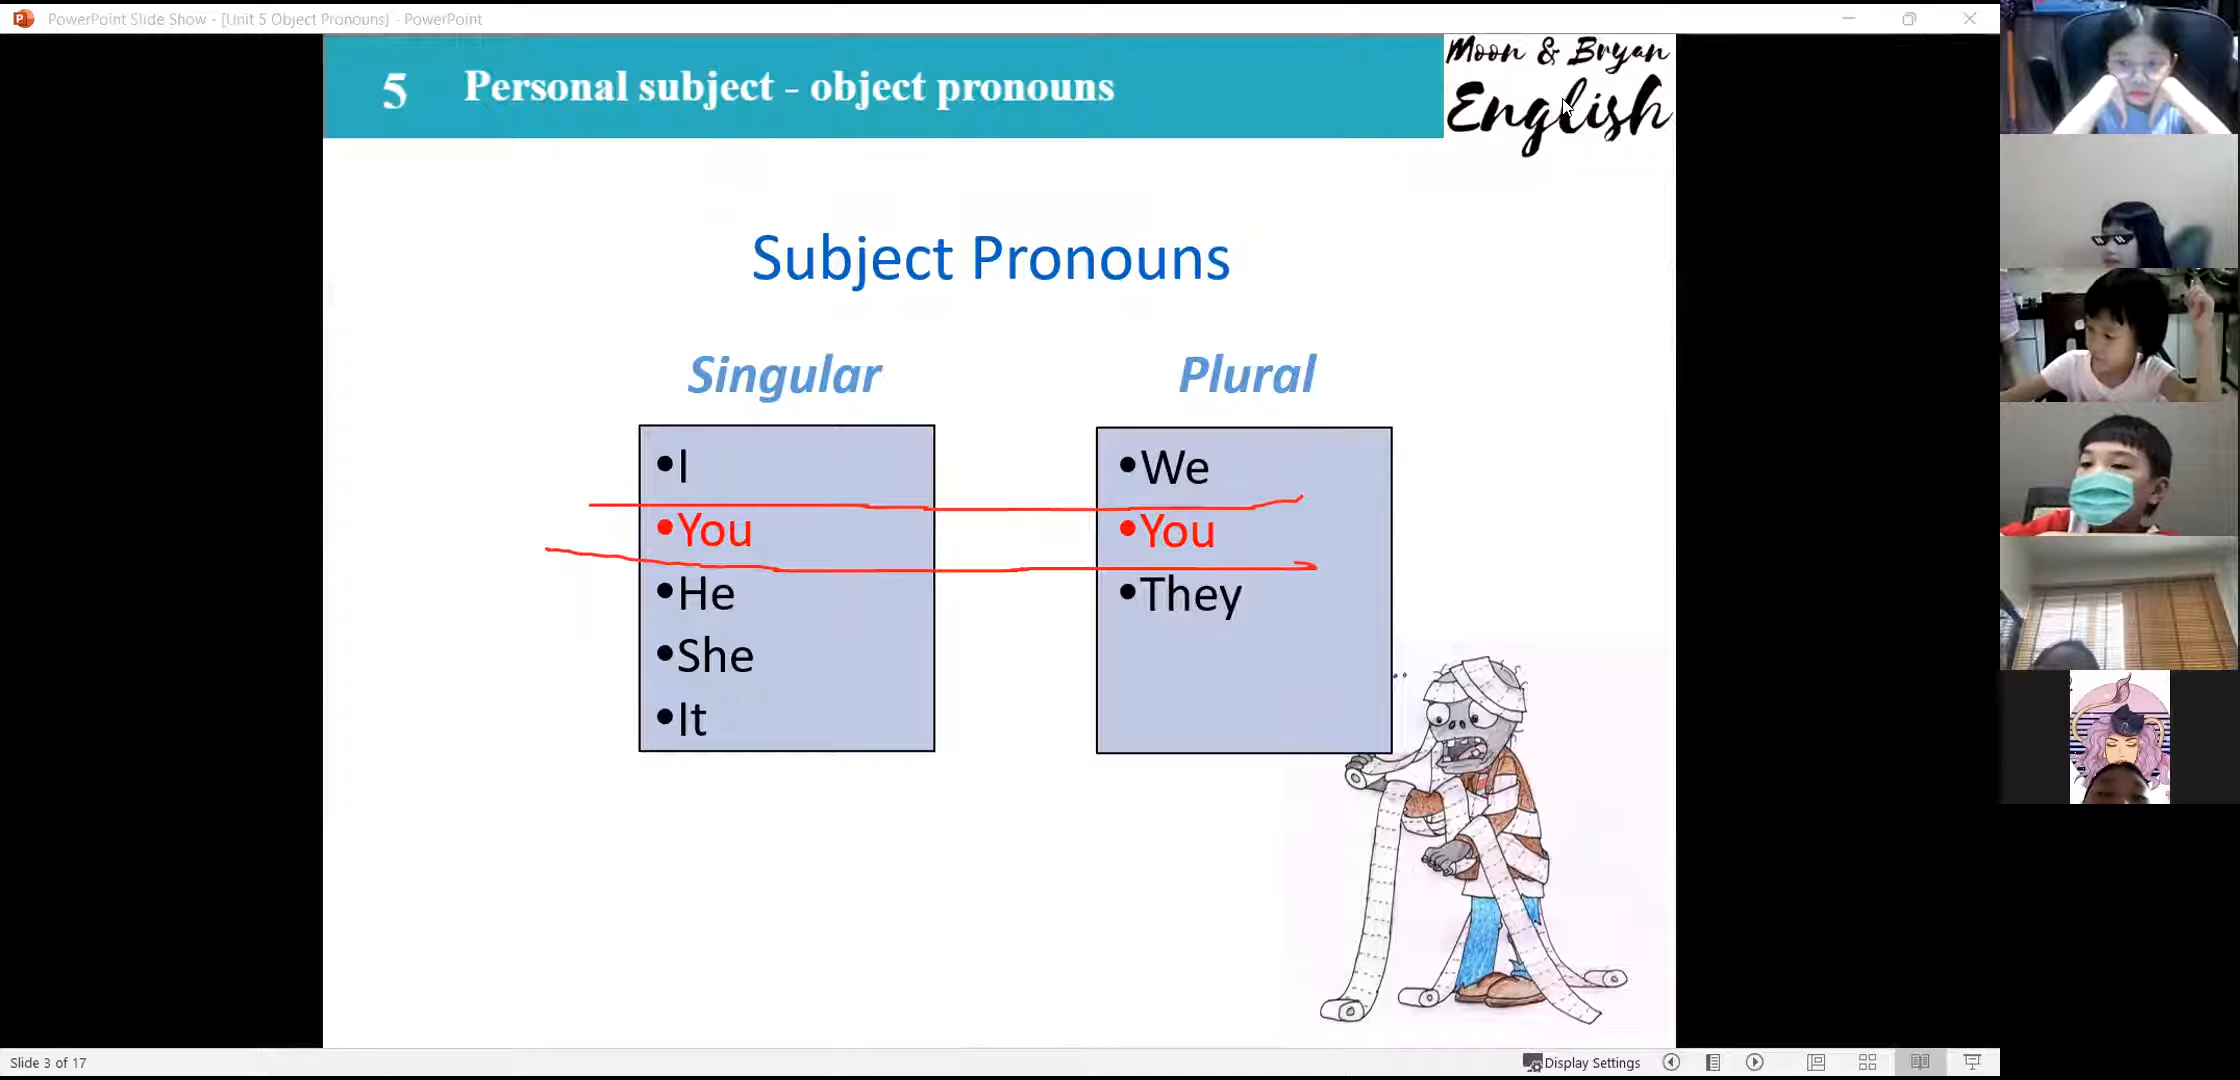 PowerPoint Slide Show - [Unit 5 Object Pronouns] - PowerPoint
5 Personal subject - object pronouns
Moon & Bryan
English
Subject Pronouns
Singular
•I
•You
•He
•She
•It
Plural
•We
•You
•They
Slide 3 of 17
Display Settings